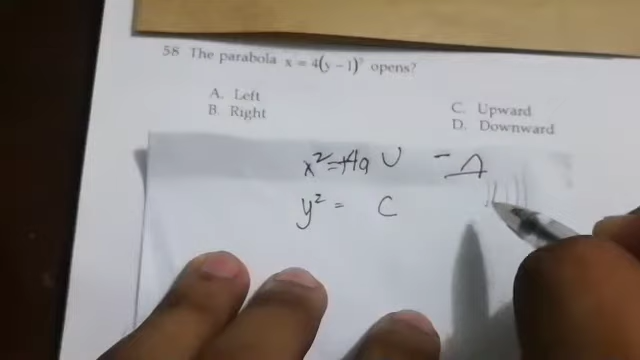 58 The parabola x = 4(y – 1)² opens?
A. Left
B. Right
C. Upward
D. Downward
x² = +4a ∪ – ∩
y² = ⊂